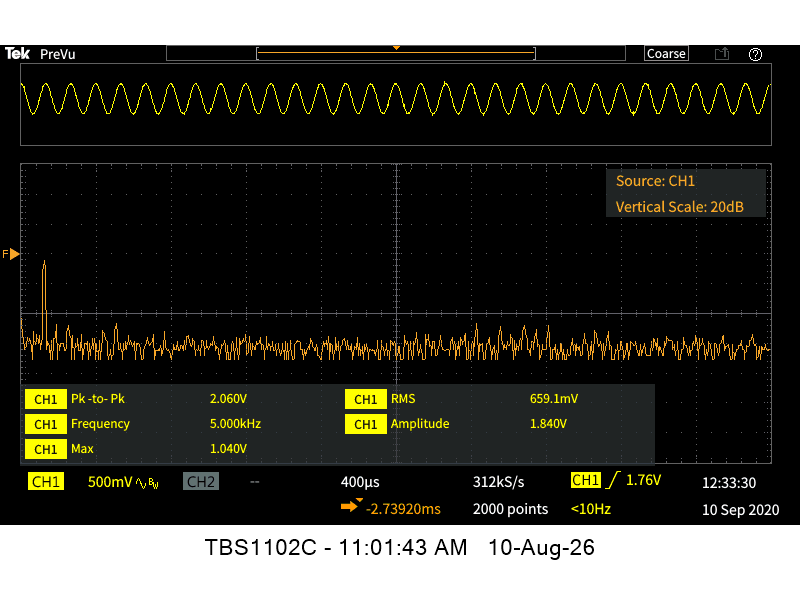 Tek PreVu Coarse
Source: CH1
Vertical Scale: 20dB
F
CH1 Pk-to-Pk 2.060V CH1 RMS 659.1mV
CH1 Frequency 5.000kHz CH1 Amplitude 1.840V
CH1 Max 1.040V
CH1 500mV BW CH2 -- 400µs 312kS/s CH1 1.76V 12:33:30
-2.73920ms 2000 points <10Hz 10 Sep 2020
TBS1102C - 11:01:43 AM 10-Aug-26